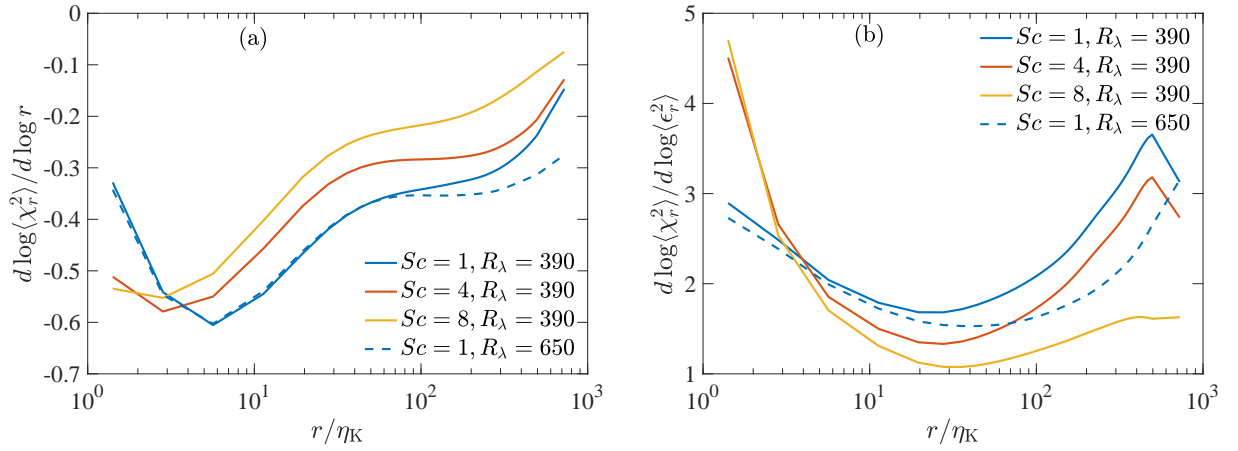 0
-0.1
-0.2
-0.3
-0.4
-0.5
-0.6
-0.7
d log⟨χ_r^2⟩/d log r
(a)
Sc = 1, R_λ = 390
Sc = 4, R_λ = 390
Sc = 8, R_λ = 390
Sc = 1, R_λ = 650
10^0
10^1
10^2
10^3
r/η_K
5
4
3
2
1
d log⟨χ_r^2⟩/d log⟨ϵ_r^2⟩
(b)
Sc = 1, R_λ = 390
Sc = 4, R_λ = 390
Sc = 8, R_λ = 390
Sc = 1, R_λ = 650
10^0
10^1
10^2
10^3
r/η_K